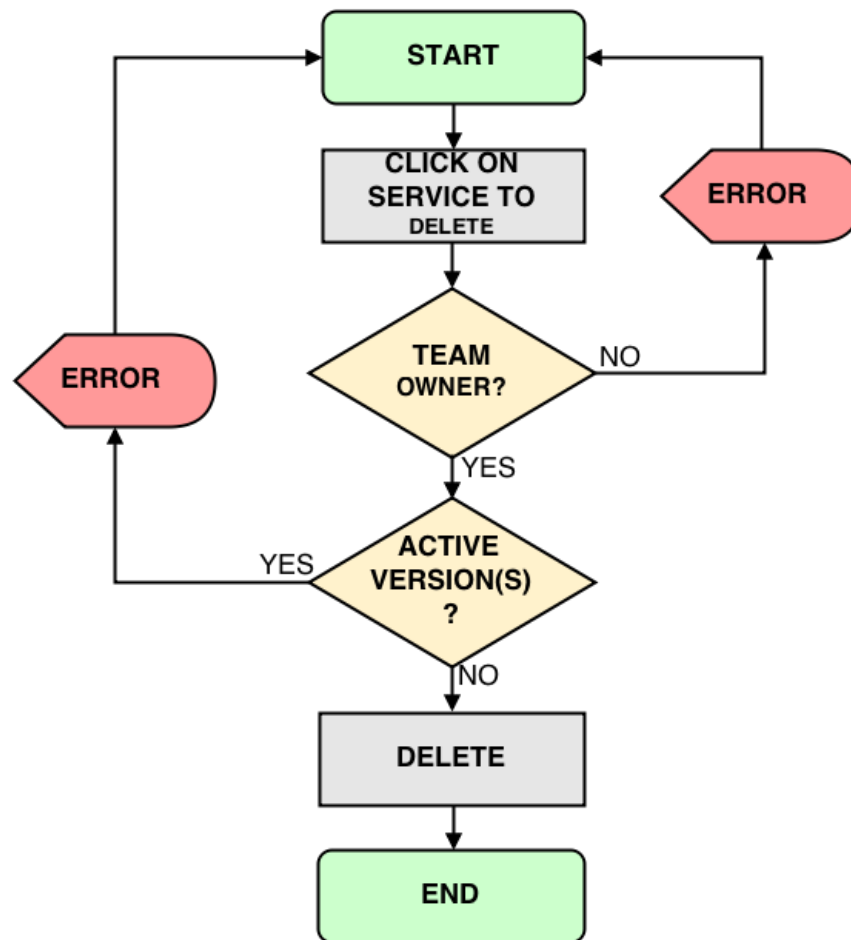 START
CLICK ON
SERVICE TO
DELETE
ERROR
TEAM
OWNER?
NO
ERROR
YES
ACTIVE
VERSION(S)
?
YES
NO
DELETE
END